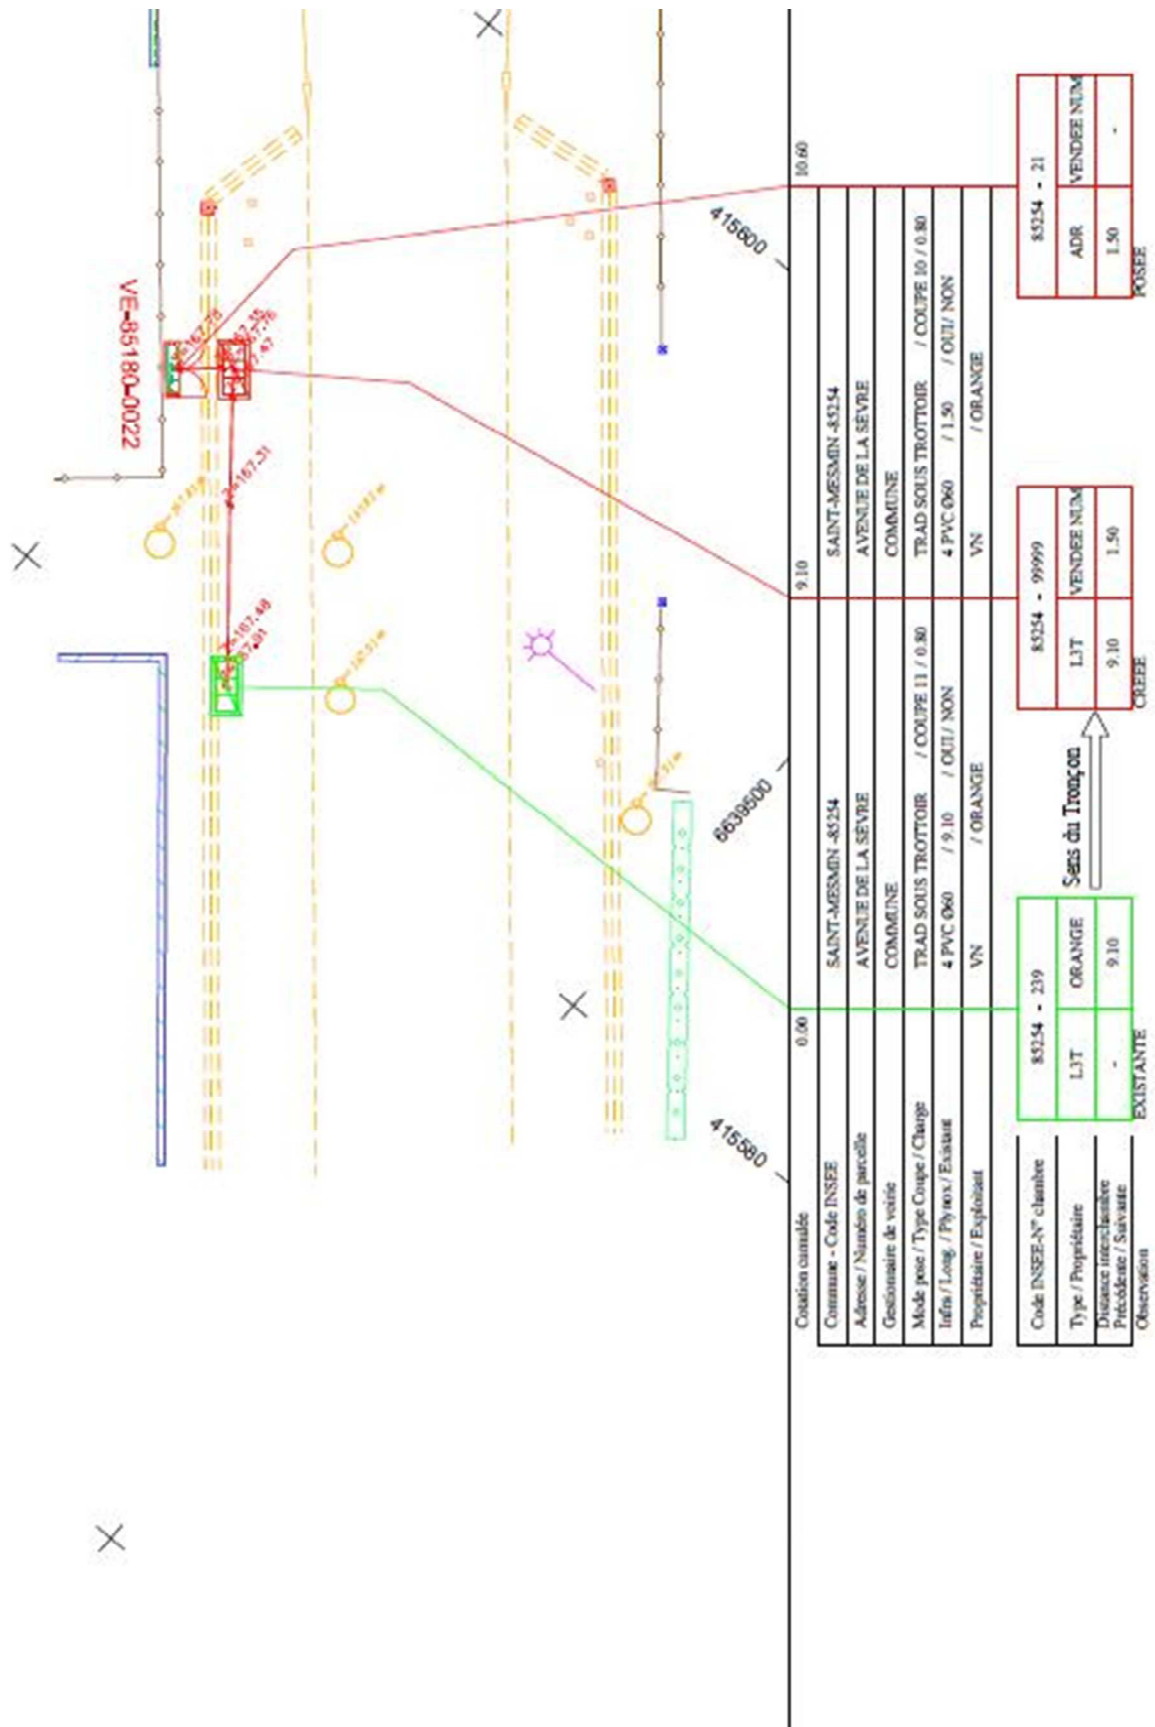 VE-85180-0022
415600
6639500
415580
Cotation cumulée 0.00 9.10 10.60
Commune - Code INSEE SAINT-MESMIN -85254 SAINT-MESMIN -85254
Adresse / Numéro de parcelle AVENUE DE LA SÈVRE AVENUE DE LA SÈVRE
Gestionnaire de voirie COMMUNE COMMUNE
Mode pose / Type Coupe / Charge TRAD SOUS TROTTOIR / COUPE 11 / 0.80 TRAD SOUS TROTTOIR / COUPE 10 / 0.80
Infra / Long. / Plynox / Existant 4 PVC Ø60 / 9.10 / OUI / NON 4 PVC Ø60 / 1.50 / OUI / NON
Propriétaire / Exploitant VN / ORANGE VN / ORANGE
Code INSEE-N° chambre 85254 - 239 85254 - 99999 85254 - 21
Type / Propriétaire L3T ORANGE L3T VENDEE NUM ADR VENDEE NUM
Distance interchambre
Précédente / Suivante - 9.10 9.10 1.50 1.50 -
Observation EXISTANTE CREEE POSEE
Sens du Tronçon
Z=167.31